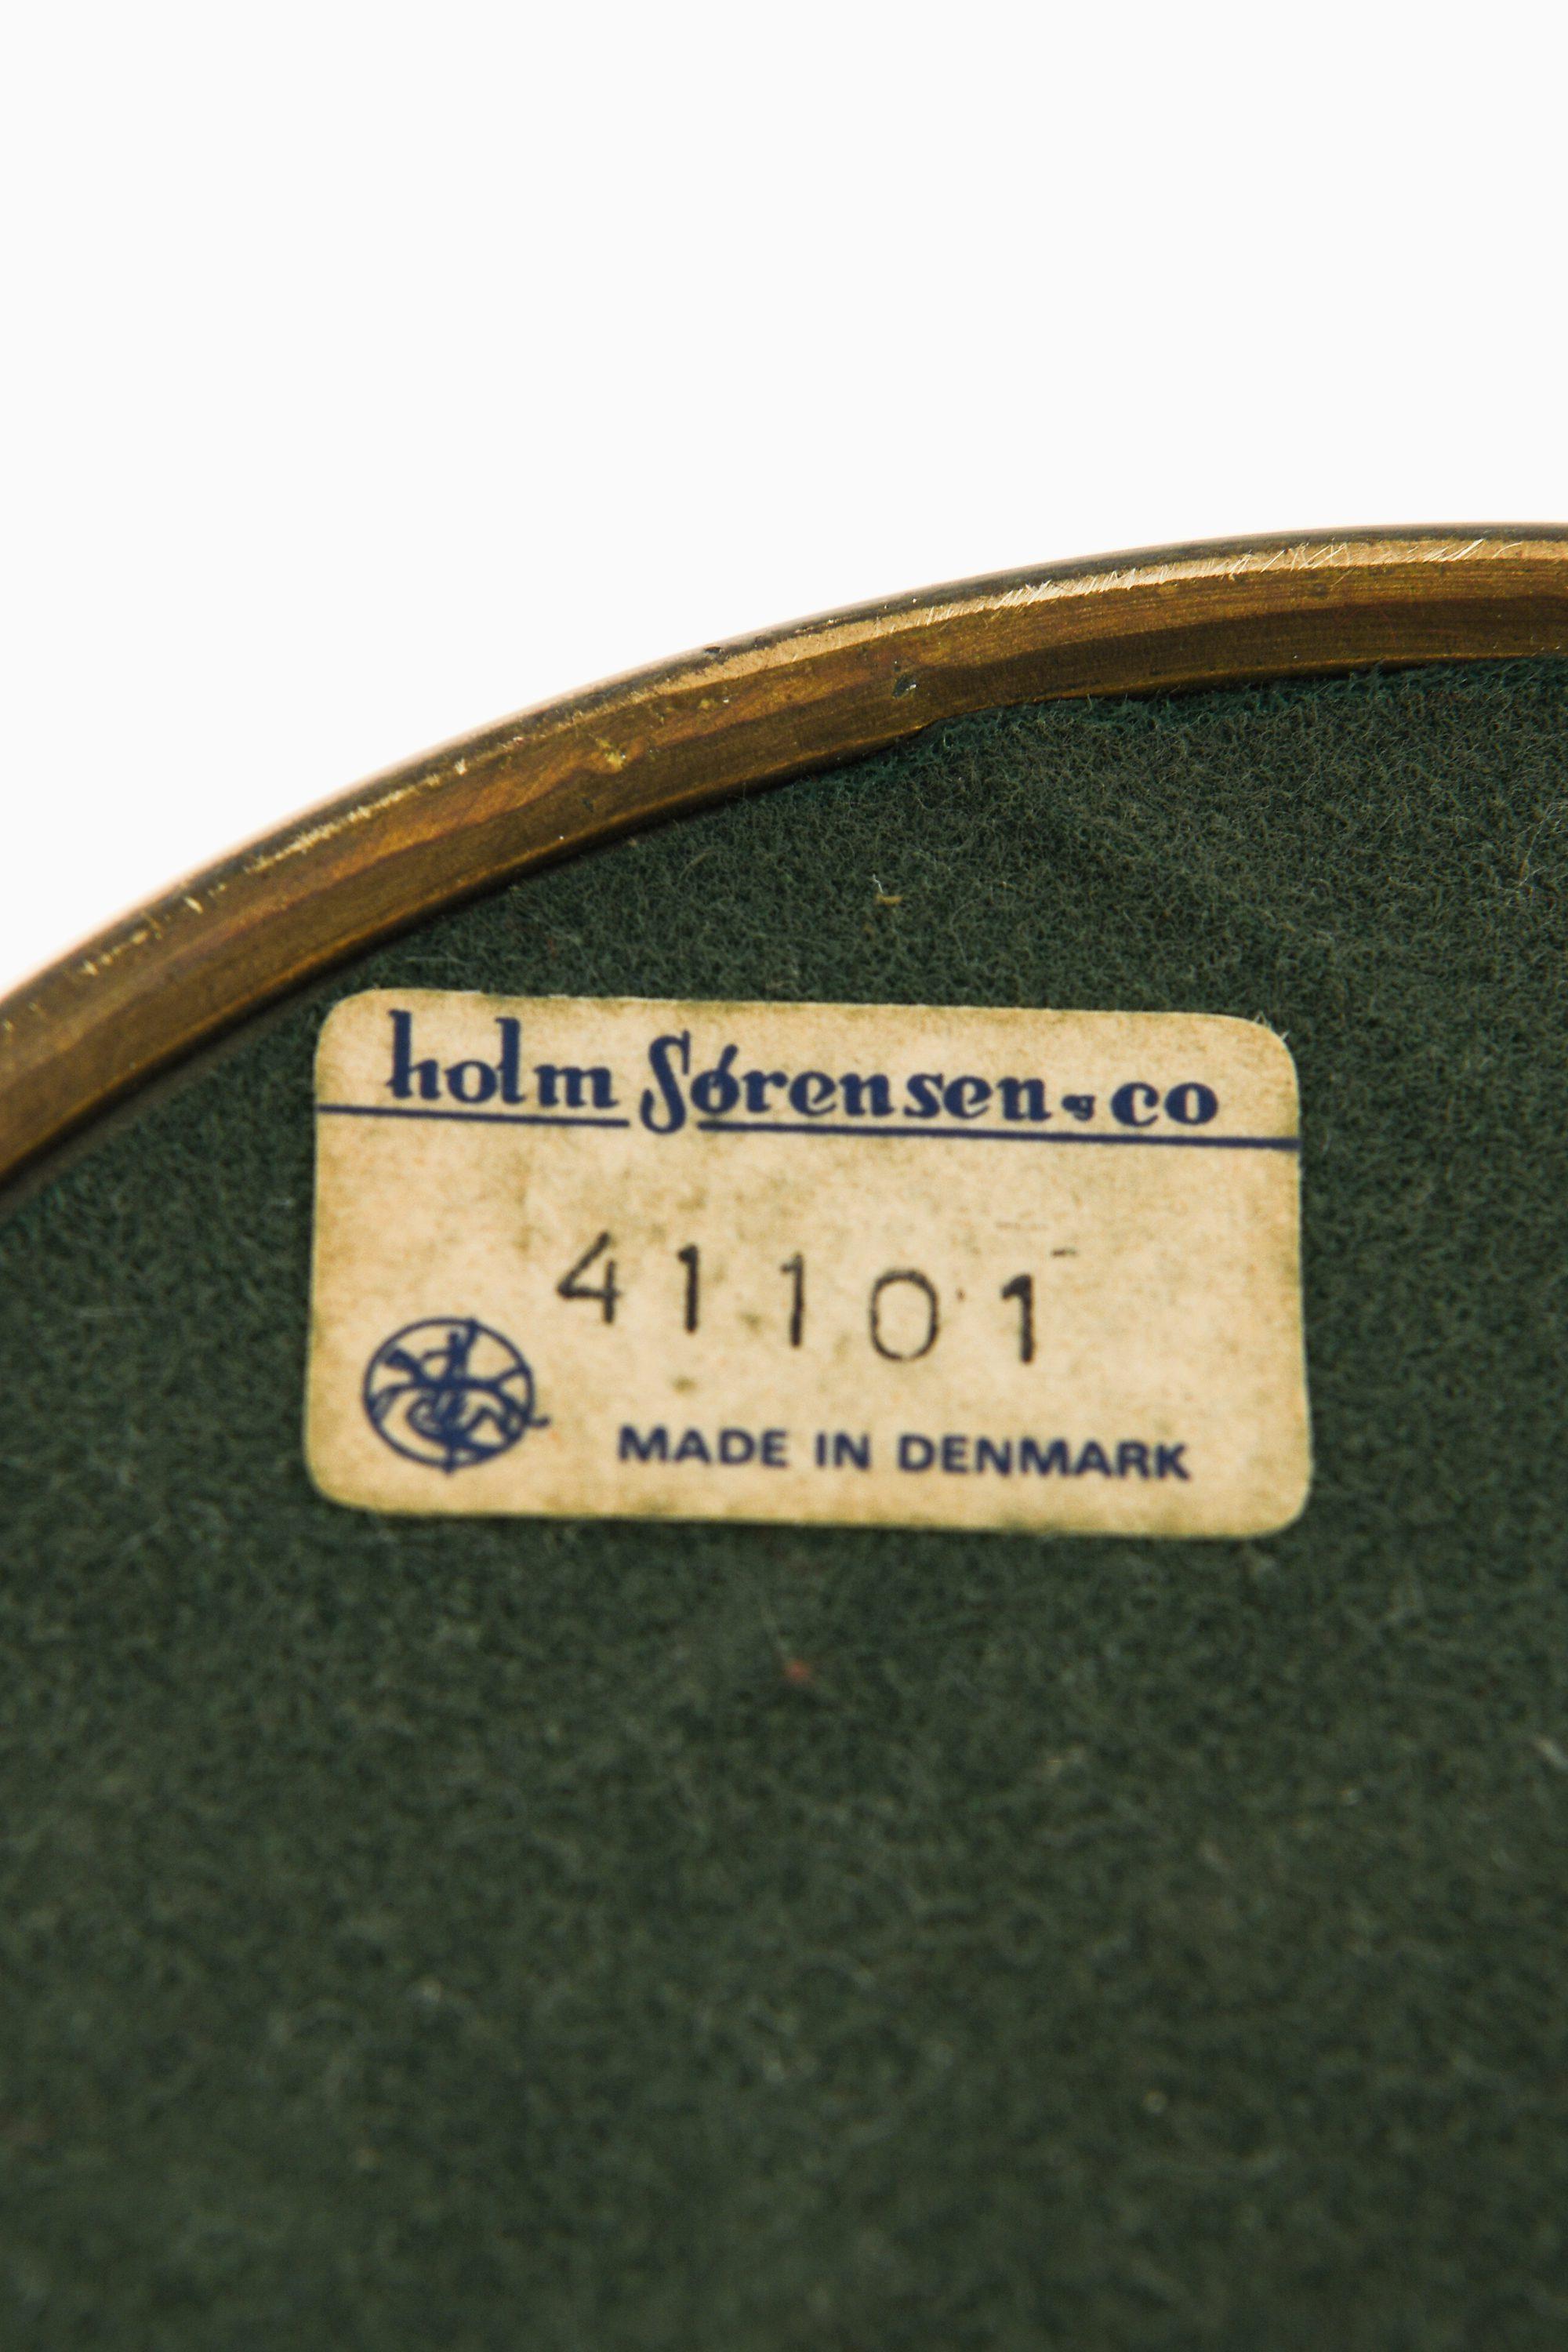 holm Sørensen & co
41101
MADE IN DENMARK